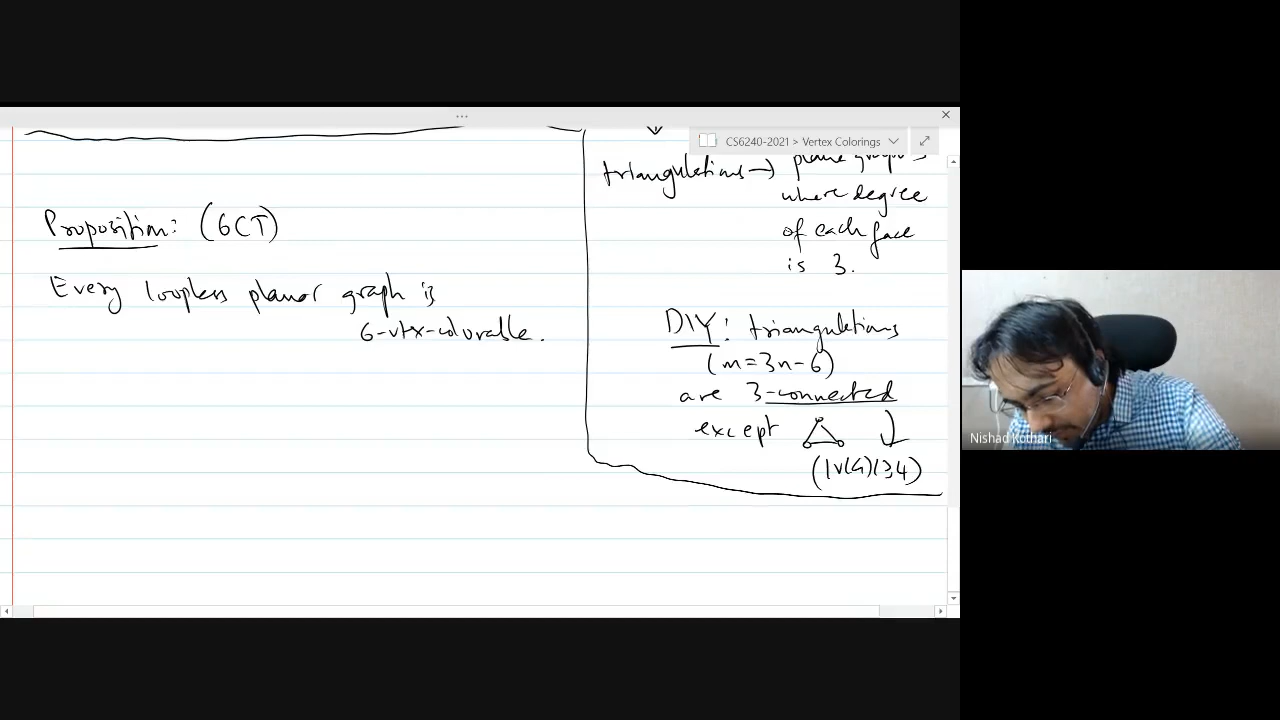 CS6240-2021 > Vertex Colorings
triangulations → plane graphs
where degree
of each face
is 3.
Proposition: (6CT)
Every loopless planar graph is
6-vtx-colorable.
DIY: triangulations
(m=3n-6)
are 3-connected
except
(|V(G)|≥4)
Nishad Kothari